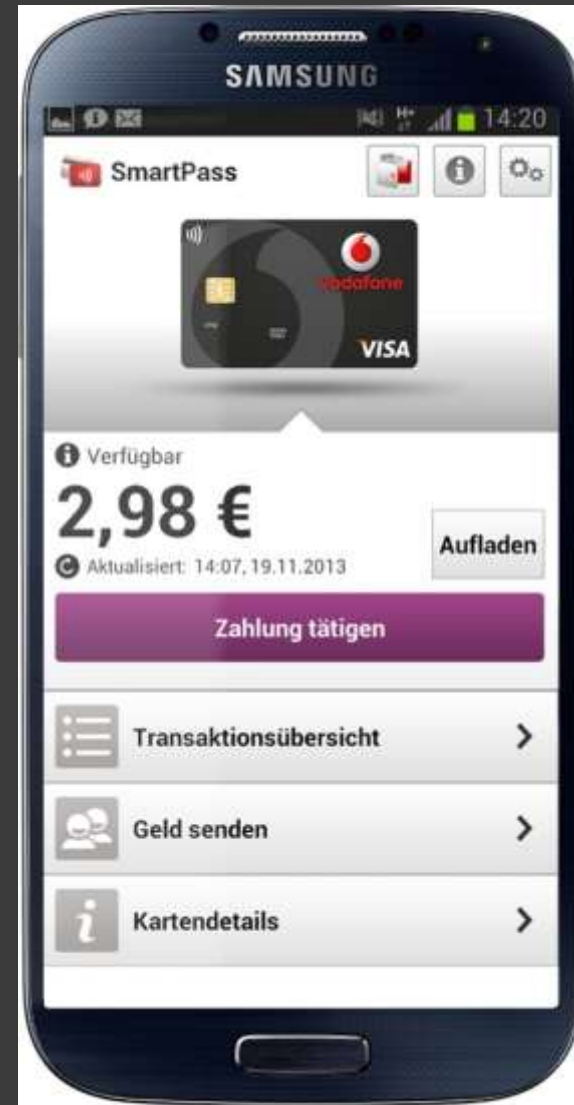 SAMSUNG
14:20
SmartPass
vodafone
VISA
Verfügbar
2,98 €
Aktualisiert: 14:07, 19.11.2013
Aufladen
Zahlung tätigen
Transaktionsübersicht
Geld senden
Kartendetails